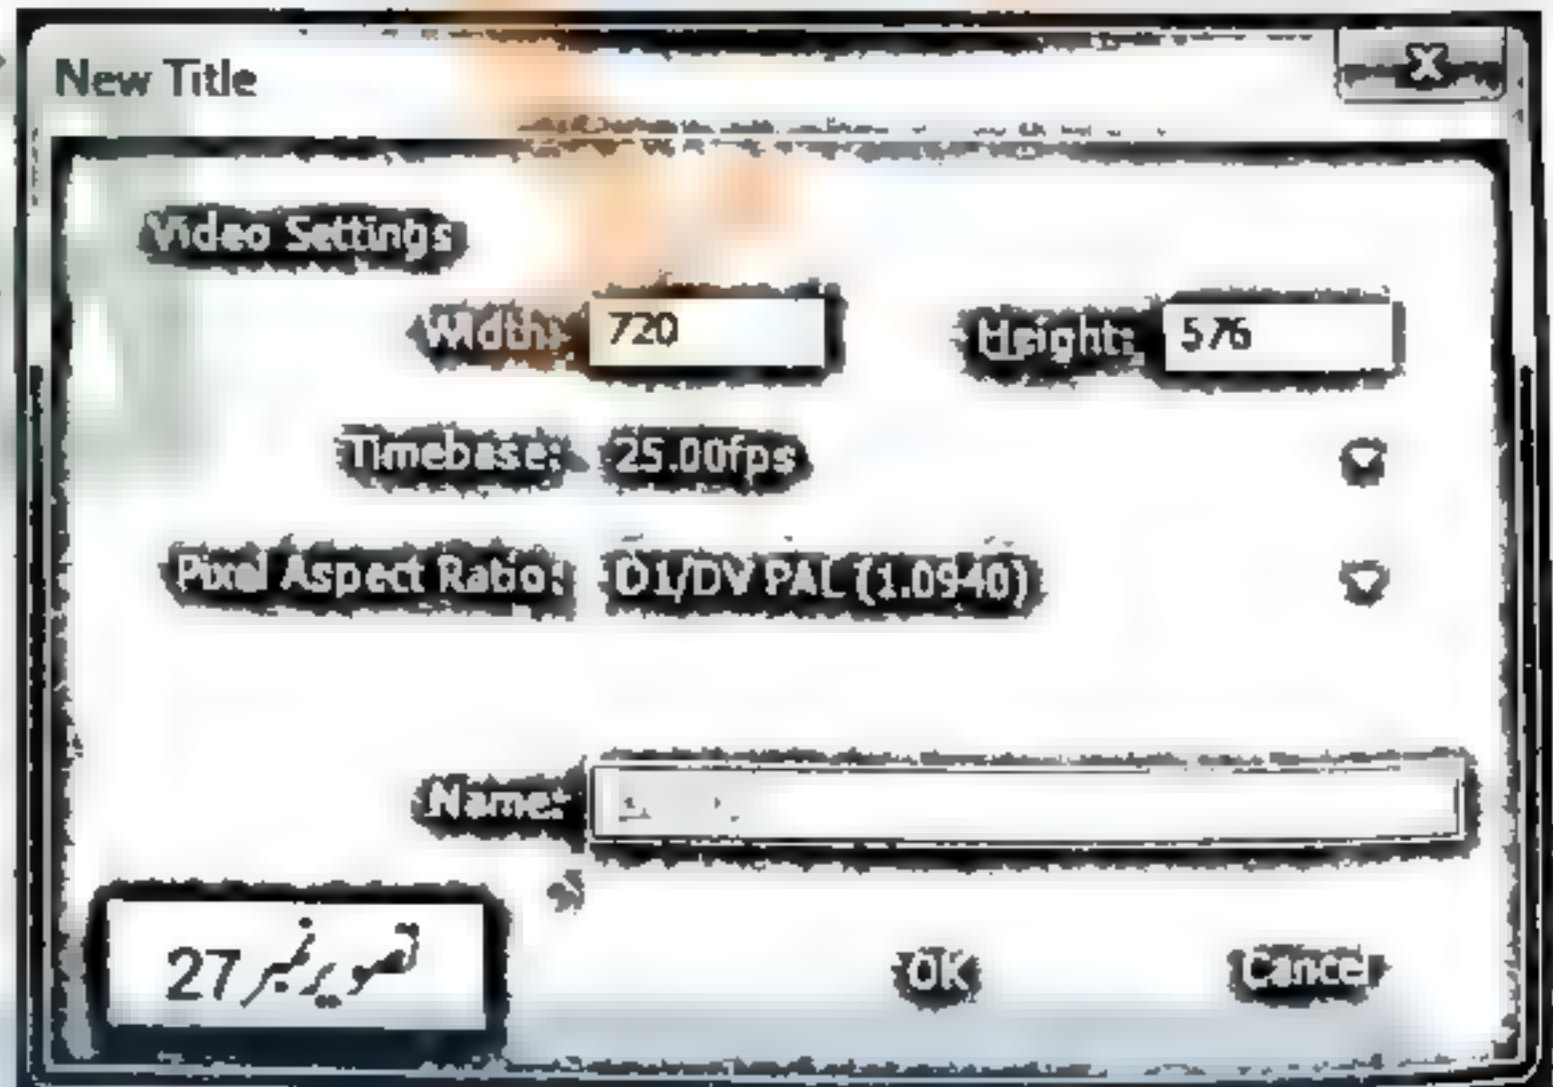 New Title
X
Video Settings
Width: 720 Height: 576
Timebase: 25.00fps
Pixel Aspect Ratio: D1/DV PAL (1.0940)
Name:
تصویر نمبر 27
OK Cancel